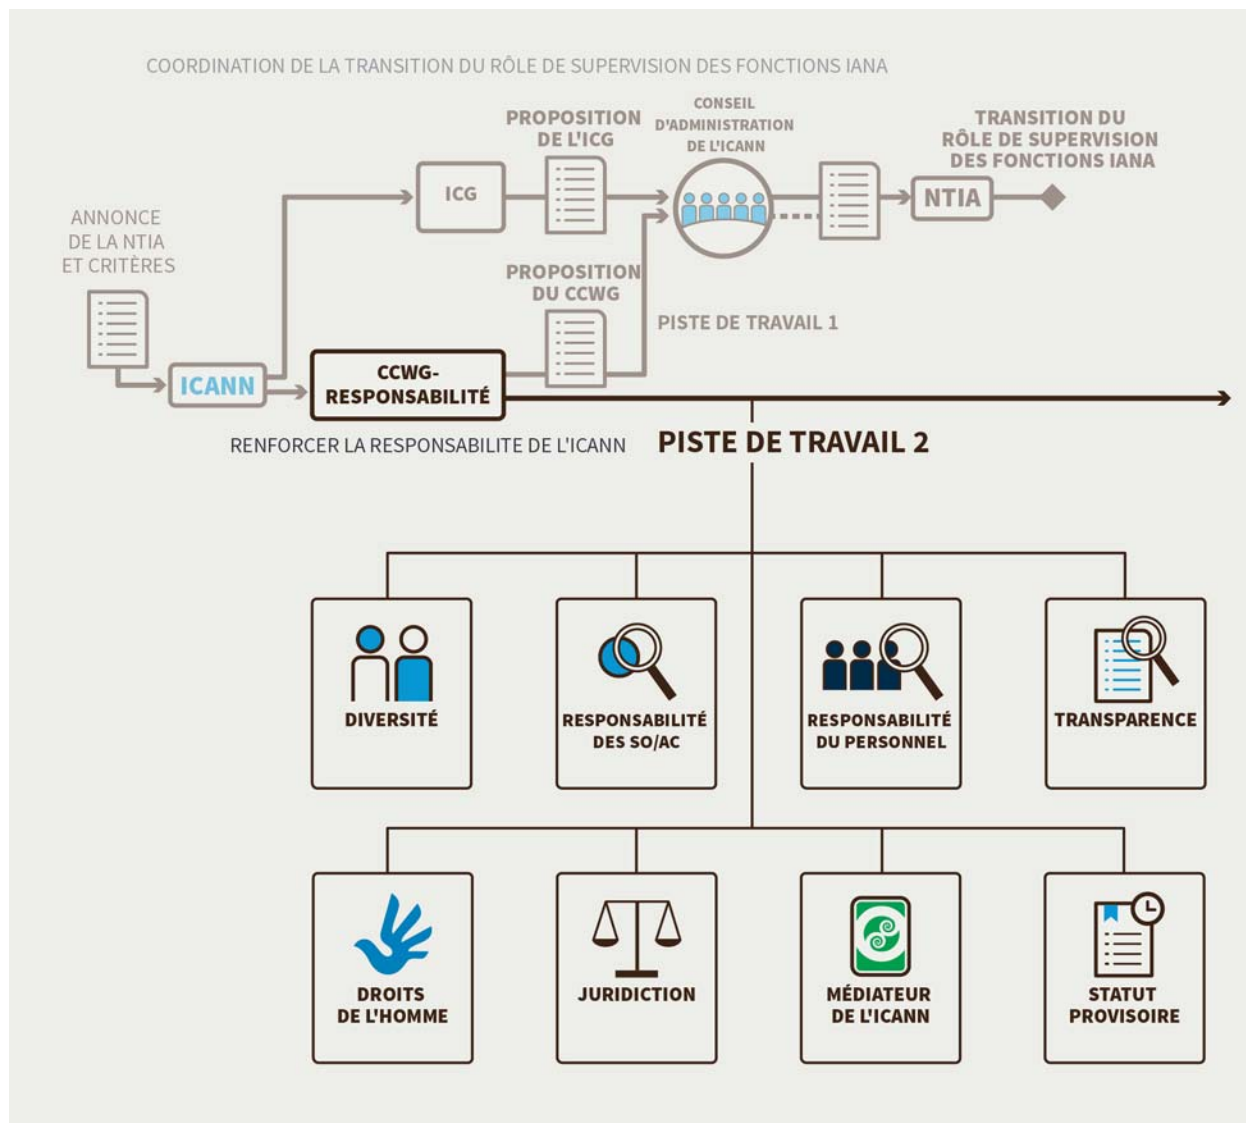 COORDINATION DE LA TRANSITION DU RÔLE DE SUPERVISION DES FONCTIONS IANA
ANNONCE
DE LA NTIA
ET CRITÈRES
ICANN
ICG
PROPOSITION
DE L'ICG
CONSEIL
D'ADMINISTRATION
DE L'ICANN
NTIA
TRANSITION DU
RÔLE DE SUPERVISION
DES FONCTIONS IANA
PROPOSITION
DU CCWG
PISTE DE TRAVAIL 1
CCWG-
RESPONSABILITÉ
RENFORCER LA RESPONSABILITE DE L'ICANN
PISTE DE TRAVAIL 2
DIVERSITÉ
RESPONSABILITÉ
DES SO/AC
RESPONSABILITÉ
DU PERSONNEL
TRANSPARENCE
DROITS
DE L'HOMME
JURIDICTION
MÉDIATEUR
DE L'ICANN
STATUT
PROVISOIRE